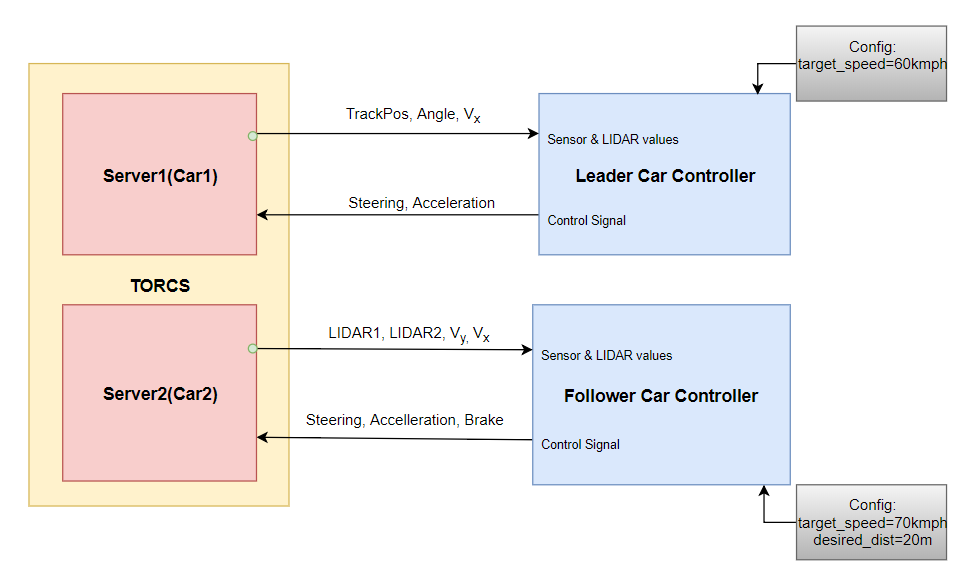 Config:
target_speed=60kmph
TrackPos, Angle, Vx
Sensor & LIDAR values
Server1(Car1)
Leader Car Controller
Steering, Acceleration
Control Signal
TORCS
LIDAR1, LIDAR2, Vy, Vx
Sensor & LIDAR values
Server2(Car2)
Follower Car Controller
Steering, Accelleration, Brake
Control Signal
Config:
target_speed=70kmph
desired_dist=20m